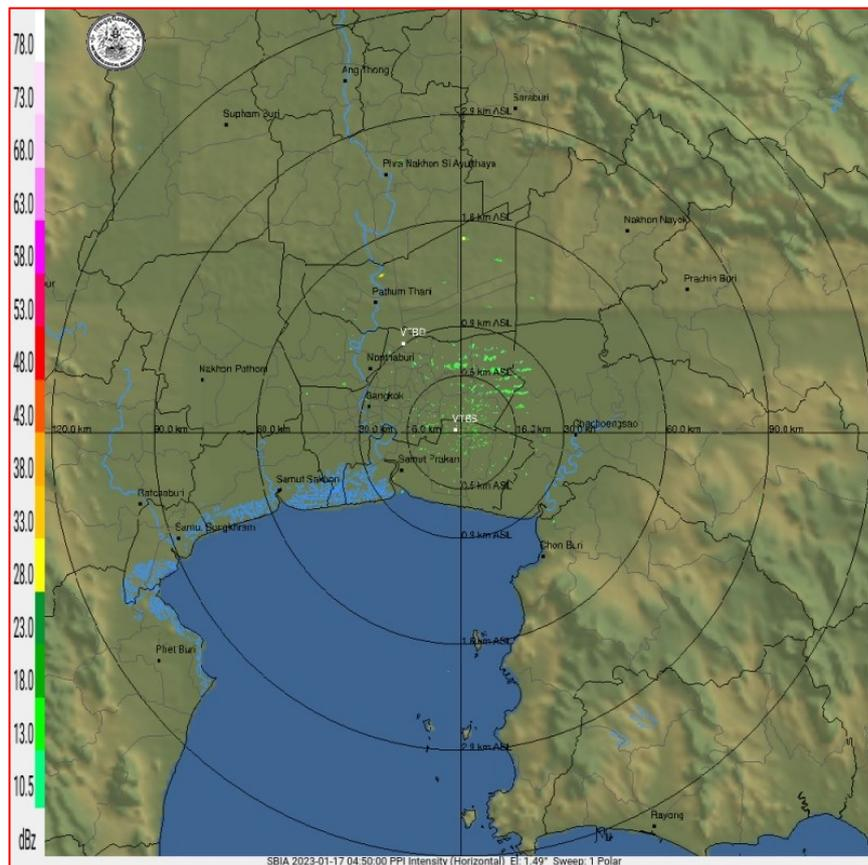 78.0
73.0
68.0
63.0
58.0
53.0
48.0
43.0
38.0
33.0
28.0
23.0
18.0
13.0
10.5
dBz
Ang Thong
Saraburi
Supham Buri
2.9 km ASL
Phra Nakhon Si Ayutthaya
1.6 km ASL
Nakhon Nayok
Prachin Buri
Pathum Thani
0.9 km ASL
VTBD
Nonthaburi
0.5 km ASL
Nakhon Pathom
Bangkok
VTBS
Chachoengsao
120.0 km
90.0 km
60.0 km
30.0 km
16.0 km
30.0 km
60.0 km
90.0 km
Samut Prakan
Samut Sakhon
0.5 km ASL
Ratchaburi
Samut Songkhram
0.9 km ASL
Chon Buri
1.6 km ASL
Phet Buri
2.9 km ASL
Rayong
SBIA 2023-01-17 04:50:00 PPI Intensity (Horizontal) El: 1.49° Sweep: 1 Polar